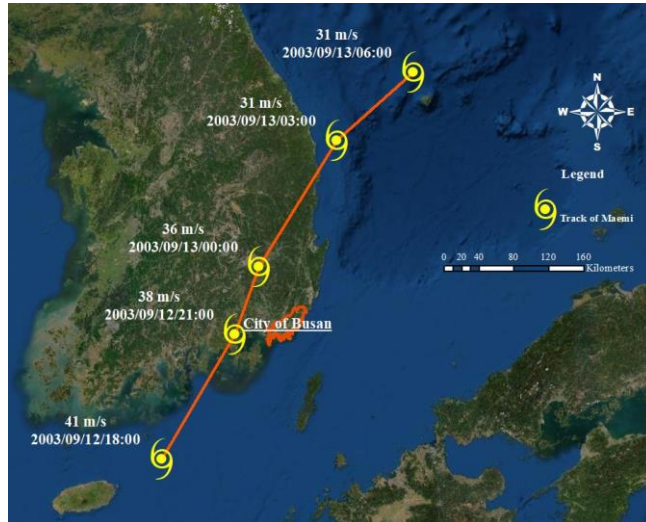 31 m/s
2003/09/13/06:00
31 m/s
2003/09/13/03:00
N
W E
S
Legend
Track of Maemi
36 m/s
2003/09/13/00:00
0 20 40 80 120 160
Kilometers
38 m/s
2003/09/12/21:00
City of Busan
41 m/s
2003/09/12/18:00